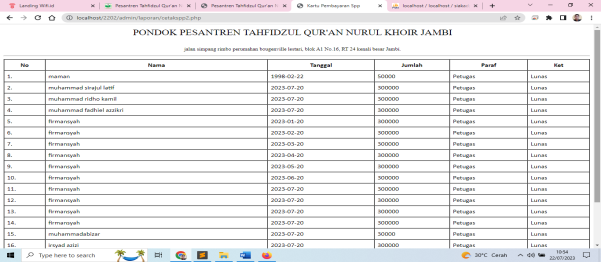 Landing Wifi.id
Pesantren Tahfidzul Qur'an N
Pesantren Tahfidzul Qur'an N
Kartu Pembayaran Spp
localhost / localhost /
localhost/2202/admin/laporan/cetakspp2.php
PONDOK PESANTREN TAHFIDZUL QUR'AN NURUL KHOIR JAMBI
jalan simpang rimbo perumahan bougenville lestari, blok A1 No.16, RT 24 kenali besar Jambi.
No Nama Tanggal Jumlah Paraf Ket
1. maman 1998-02-22 50000 Petugas Lunas
2. muhammad sirajul latif 2023-07-20 300000 Petugas Lunas
3. muhammad ridho kamil 2023-07-20 300000 Petugas Lunas
4. muhammad fadhiel azzikri 2023-07-20 300000 Petugas Lunas
5. firmansyah 2023-01-20 300000 Petugas Lunas
6. firmansyah 2023-02-20 300000 Petugas Lunas
7. firmansyah 2023-03-20 300000 Petugas Lunas
8. firmansyah 2023-04-20 300000 Petugas Lunas
9. firmansyah 2023-05-20 300000 Petugas Lunas
10. firmansyah 2023-06-20 300000 Petugas Lunas
11. firmansyah 2023-07-20 300000 Petugas Lunas
12. firmansyah 2023-07-20 300000 Petugas Lunas
13. firmansyah 2023-07-20 300000 Petugas Lunas
14. firmansyah 2023-07-20 300000 Petugas Lunas
15. muhammadabizar 2023-07-20 30000 Petugas Lunas
16. irsyad azizi 2023-07-20 300000 Petugas Lunas
Type here to search
30°C Cerah
10:54
22/07/2023